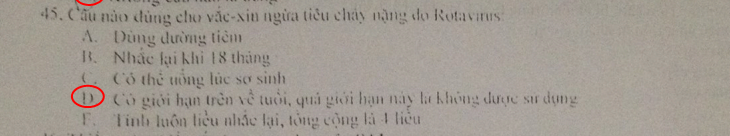 45. Câu nào đúng cho vắc-xin ngừa tiêu chảy nặng do Rotavirus:
A. Dùng đường tiêm
B. Nhắc lại khi 18 tháng
C. Có thể uống lúc sơ sinh
D. Có giới hạn trên về tuổi, quá giới hạn này là không được sử dụng
E. Tính luôn liều nhắc lại, tổng cộng là 4 liều